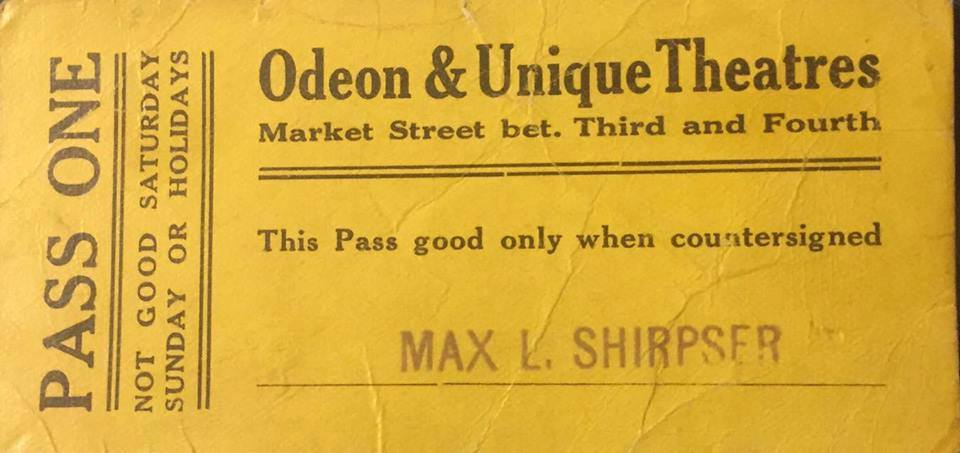 PASS ONE
NOT GOOD SATURDAY
SUNDAY OR HOLIDAYS
Odeon & Unique Theatres
Market Street bet. Third and Fourth
This Pass good only when countersigned
MAX L. SHIRPSER